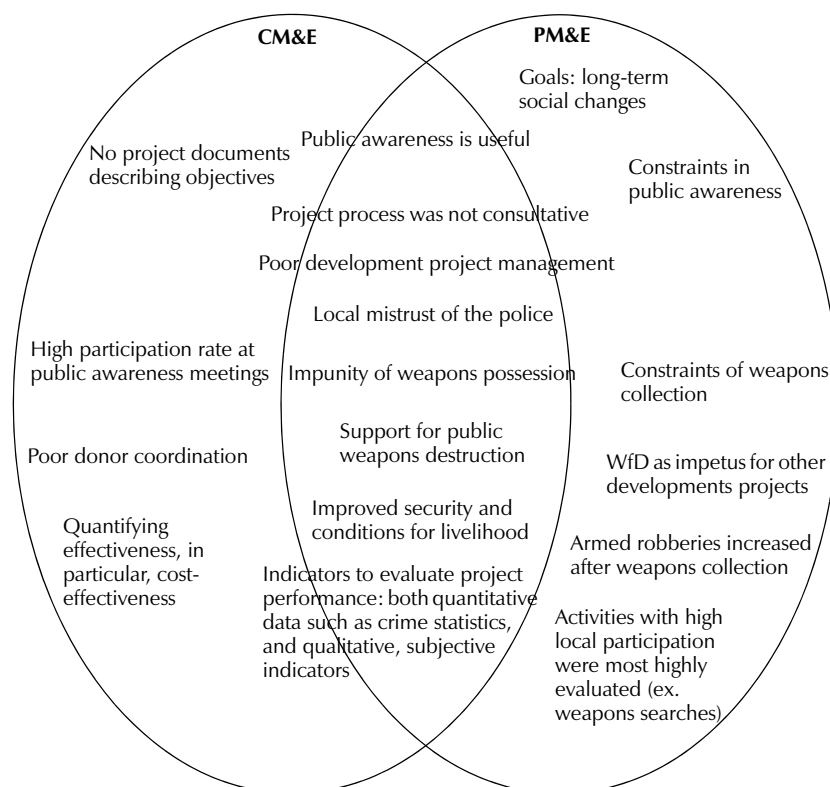 CM&E
PM&E
Goals: long-term
social changes
Public awareness is useful
No project documents
describing objectives
Constraints in
public awareness
Project process was not consultative
Poor development project management
Local mistrust of the police
High participation rate at
public awareness meetings
Impunity of weapons possession
Constraints of weapons
collection
Support for public
weapons destruction
Poor donor coordination
WfD as impetus for other
developments projects
Improved security and
conditions for livelihood
Quantifying
effectiveness, in
particular, cost-
effectiveness
Armed robberies increased
after weapons collection
Indicators to evaluate project
performance: both quantitative
data such as crime statistics,
and qualitative, subjective
indicators
Activities with high
local participation
were most highly
evaluated (ex.
weapons searches)